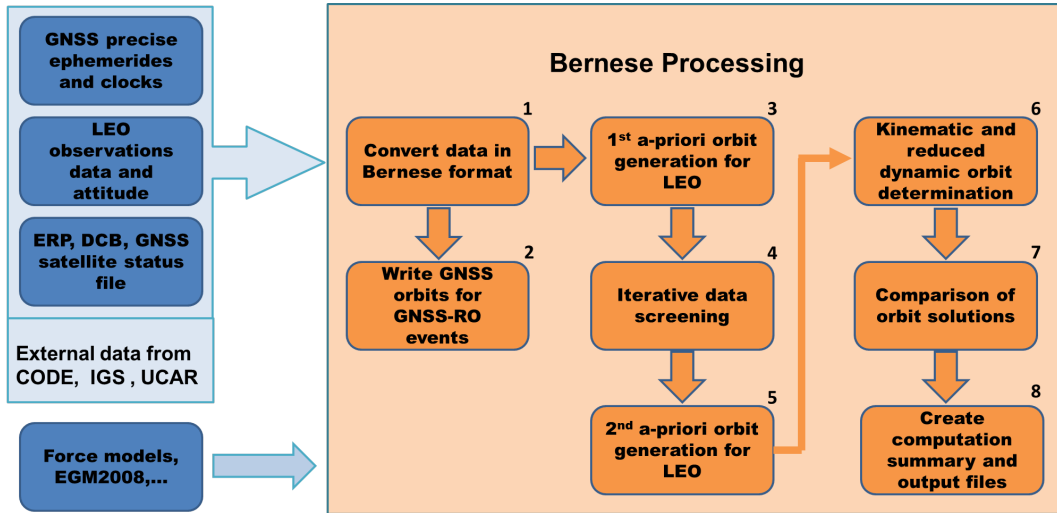 GNSS precise
ephemerides
and clocks
LEO
observations
data and
attitude
ERP, DCB, GNSS
satellite status
file
External data from
CODE, IGS , UCAR
Force models,
EGM2008,...
Bernese Processing
1
Convert data in
Bernese format
2
Write GNSS
orbits for
GNSS-RO
events
3
1st a-priori orbit
generation for
LEO
4
Iterative data
screening
5
2nd a-priori orbit
generation for
LEO
6
Kinematic and
reduced
dynamic orbit
determination
7
Comparison of
orbit solutions
8
Create
computation
summary and
output files